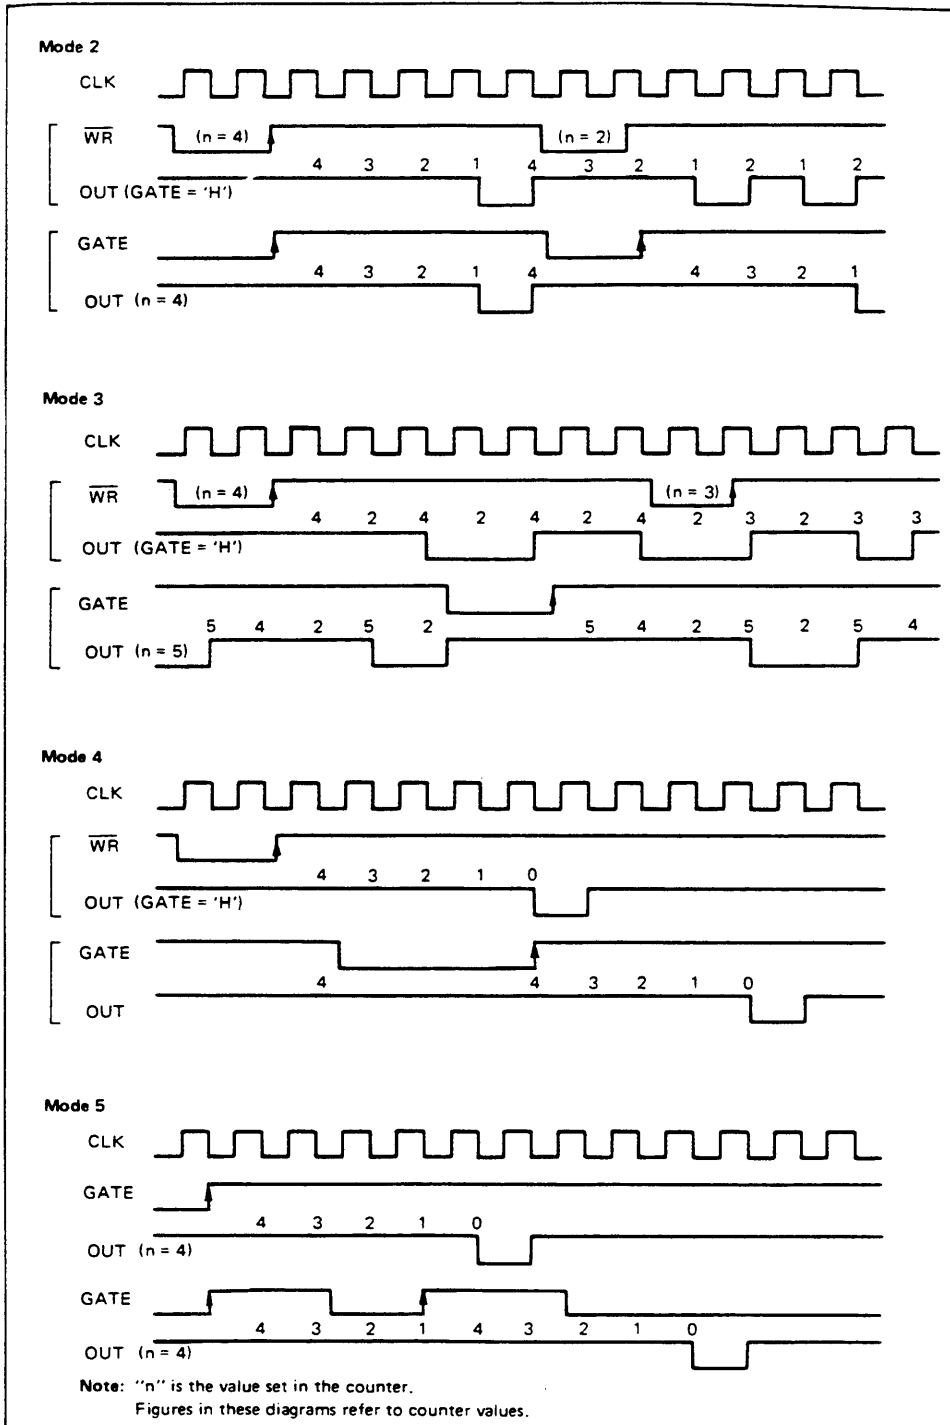 Mode 2
CLK
WR (n = 4) (n = 2)
4 3 2 1 4 3 2 1 2 1 2
OUT (GATE = 'H')
GATE
4 3 2 1 4 4 3 2 1
OUT (n = 4)
Mode 3
CLK
WR (n = 4) (n = 3)
4 2 4 2 4 2 4 2 3 2 3 3
OUT (GATE = 'H')
GATE
5 4 2 5 2 5 4 2 5 2 5 4
OUT (n = 5)
Mode 4
CLK
WR
4 3 2 1 0
OUT (GATE = 'H')
GATE
4 4 3 2 1 0
OUT
Mode 5
CLK
GATE
4 3 2 1 0
OUT (n = 4)
GATE
4 3 2 1 4 3 2 1 0
OUT (n = 4)
Note: "n" is the value set in the counter.
Figures in these diagrams refer to counter values.